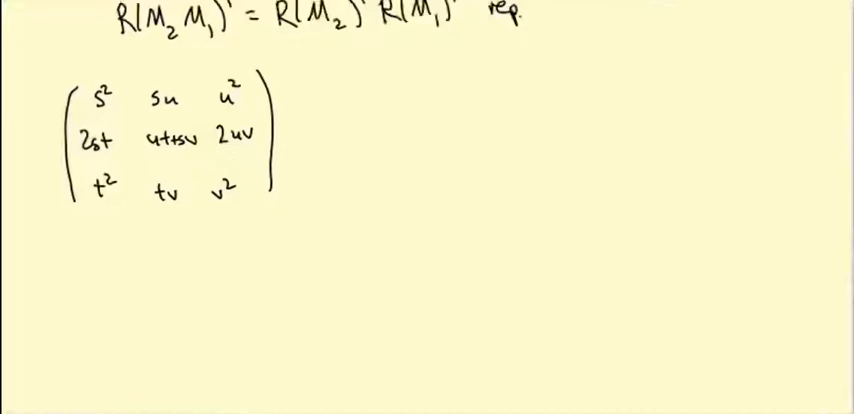 R(M₂M₁)' = R(M₂)' R(M₁)' rep.
s² su u²
2st ut+sv 2uv
t² tv v²